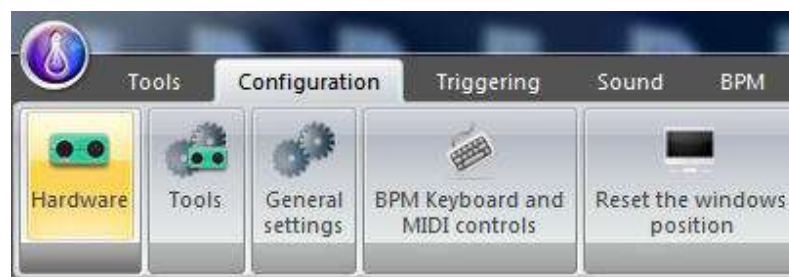 Tools Configuration Triggering Sound BPM
Hardware Tools General settings BPM Keyboard and MIDI controls Reset the windows position